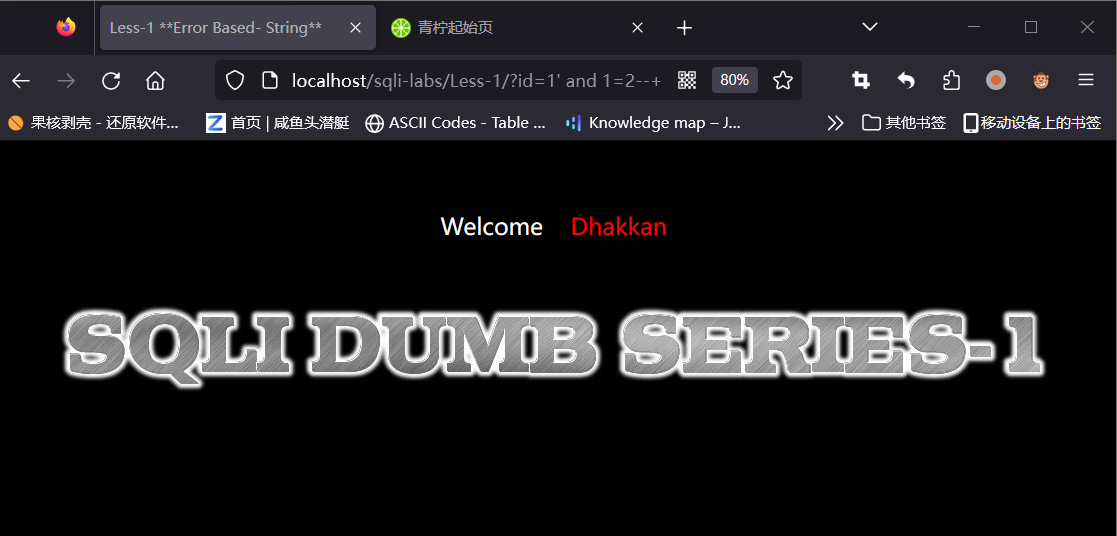 Less-1 **Error Based- String**
青柠起始页
localhost/sqli-labs/Less-1/?id=1' and 1=2--+
80%
果核剥壳 - 还原软件...
首页 | 咸鱼头潜艇
ASCII Codes - Table ...
Knowledge map – J...
其他书签
移动设备上的书签
Welcome Dhakkan
SQLI DUMB SERIES-1